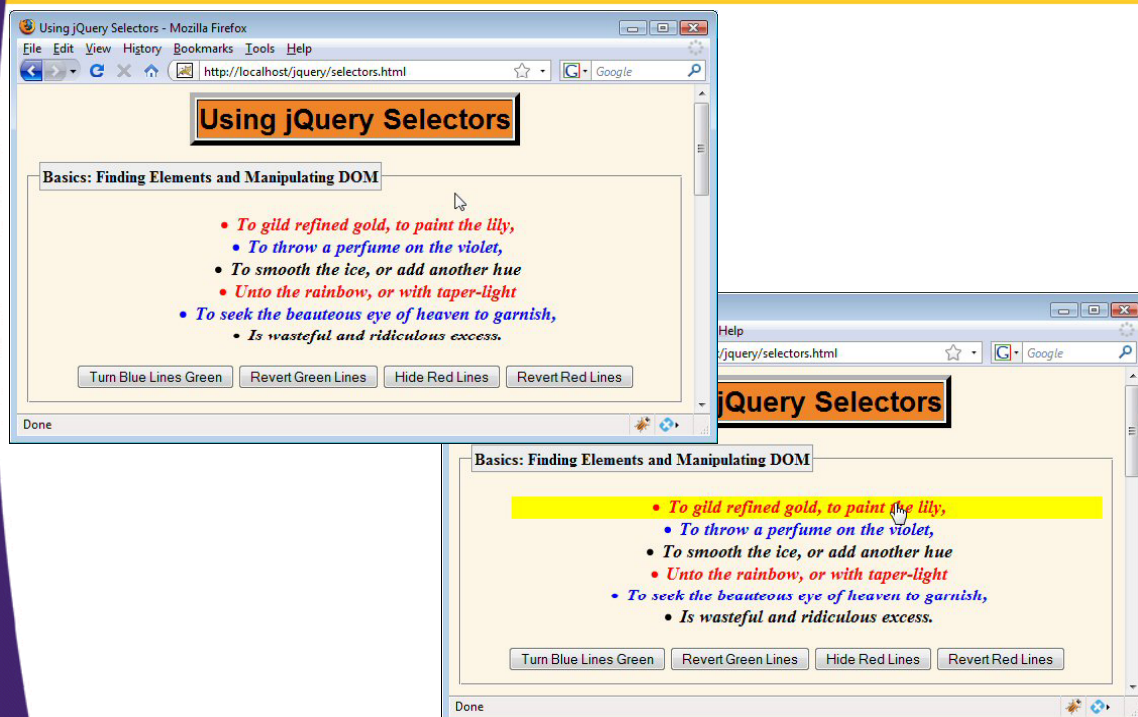 Using jQuery Selectors - Mozilla Firefox
File Edit View History Bookmarks Tools Help
http://localhost/jquery/selectors.html
G Google
Using jQuery Selectors
Basics: Finding Elements and Manipulating DOM
• To gild refined gold, to paint the lily,
• To throw a perfume on the violet,
• To smooth the ice, or add another hue
• Unto the rainbow, or with taper-light
• To seek the beauteous eye of heaven to garnish,
• Is wasteful and ridiculous excess.
Turn Blue Lines Green Revert Green Lines Hide Red Lines Revert Red Lines
Done
Help
/jquery/selectors.html
G Google
jQuery Selectors
Basics: Finding Elements and Manipulating DOM
• To gild refined gold, to paint the lily,
• To throw a perfume on the violet,
• To smooth the ice, or add another hue
• Unto the rainbow, or with taper-light
• To seek the beauteous eye of heaven to garnish,
• Is wasteful and ridiculous excess.
Turn Blue Lines Green Revert Green Lines Hide Red Lines Revert Red Lines
Done